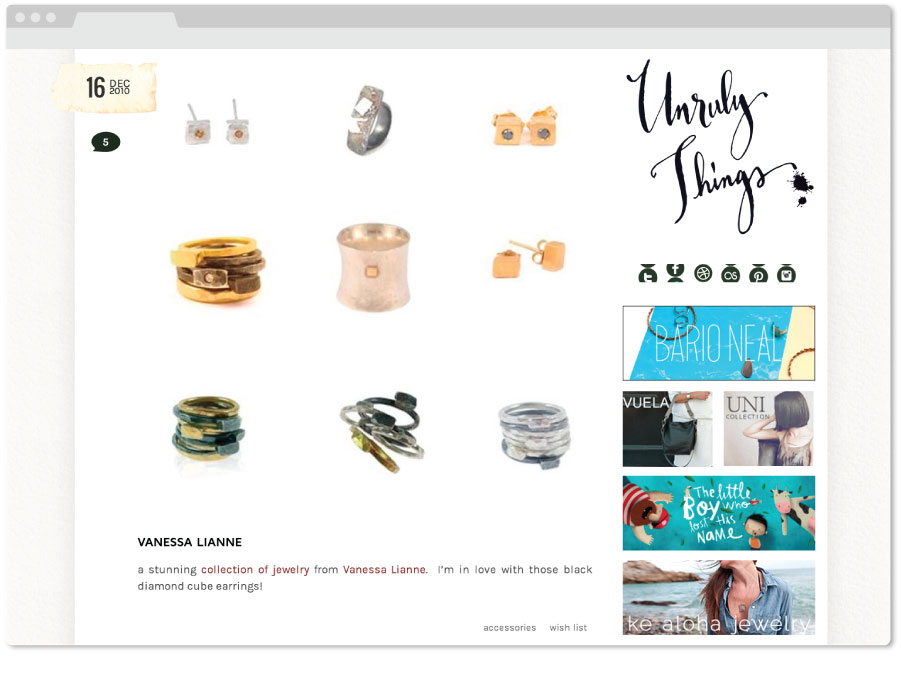 16 DEC
2010
5
Unruly
Things
BARIO NEAL
VUELA
UNI
COLLECTION
The little
Boy who
lost His
NAME
ke aloha jewelry
VANESSA LIANNE
a stunning collection of jewelry from Vanessa Lianne. I'm in love with those black
diamond cube earrings!
accessories wish list